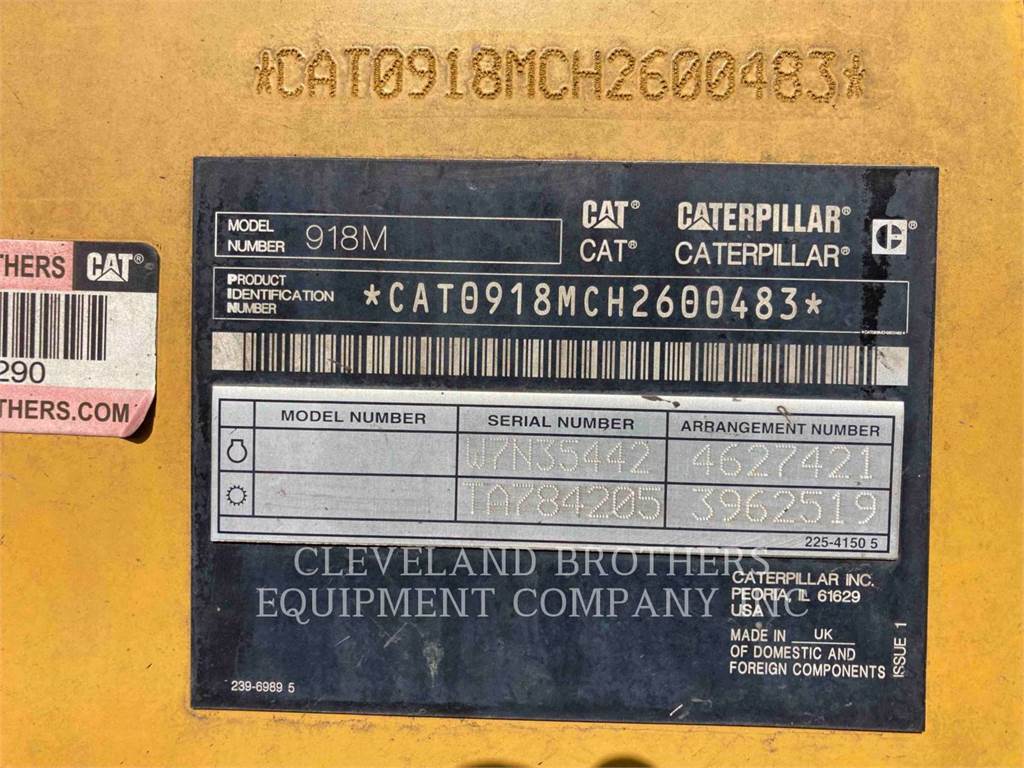 *CAT0918MCH2600483*
MODEL NUMBER 918M
CAT® CATERPILLAR® C®
CAT® CATERPILLAR®
PRODUCT IDENTIFICATION NUMBER *CAT0918MCH2600483*
THERS CAT®
290
THERS.COM
MODEL NUMBER SERIAL NUMBER ARRANGEMENT NUMBER
W7N35442 4627421
TA784205 3962519
225-4150 5
CLEVELAND BROTHERS
EQUIPMENT COMPANY INC
CATERPILLAR INC.
PEORIA, IL 61629
USA
MADE IN UK
OF DOMESTIC AND
FOREIGN COMPONENTS
ISSUE 1
239-6989 5